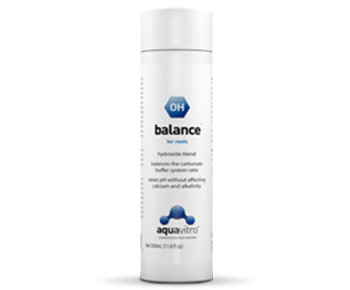 OH
balance
for reefs
hydroxide blend
balances the carbonate
buffer system ratio
raises pH without affecting
calcium and alkalinity
aquavitro